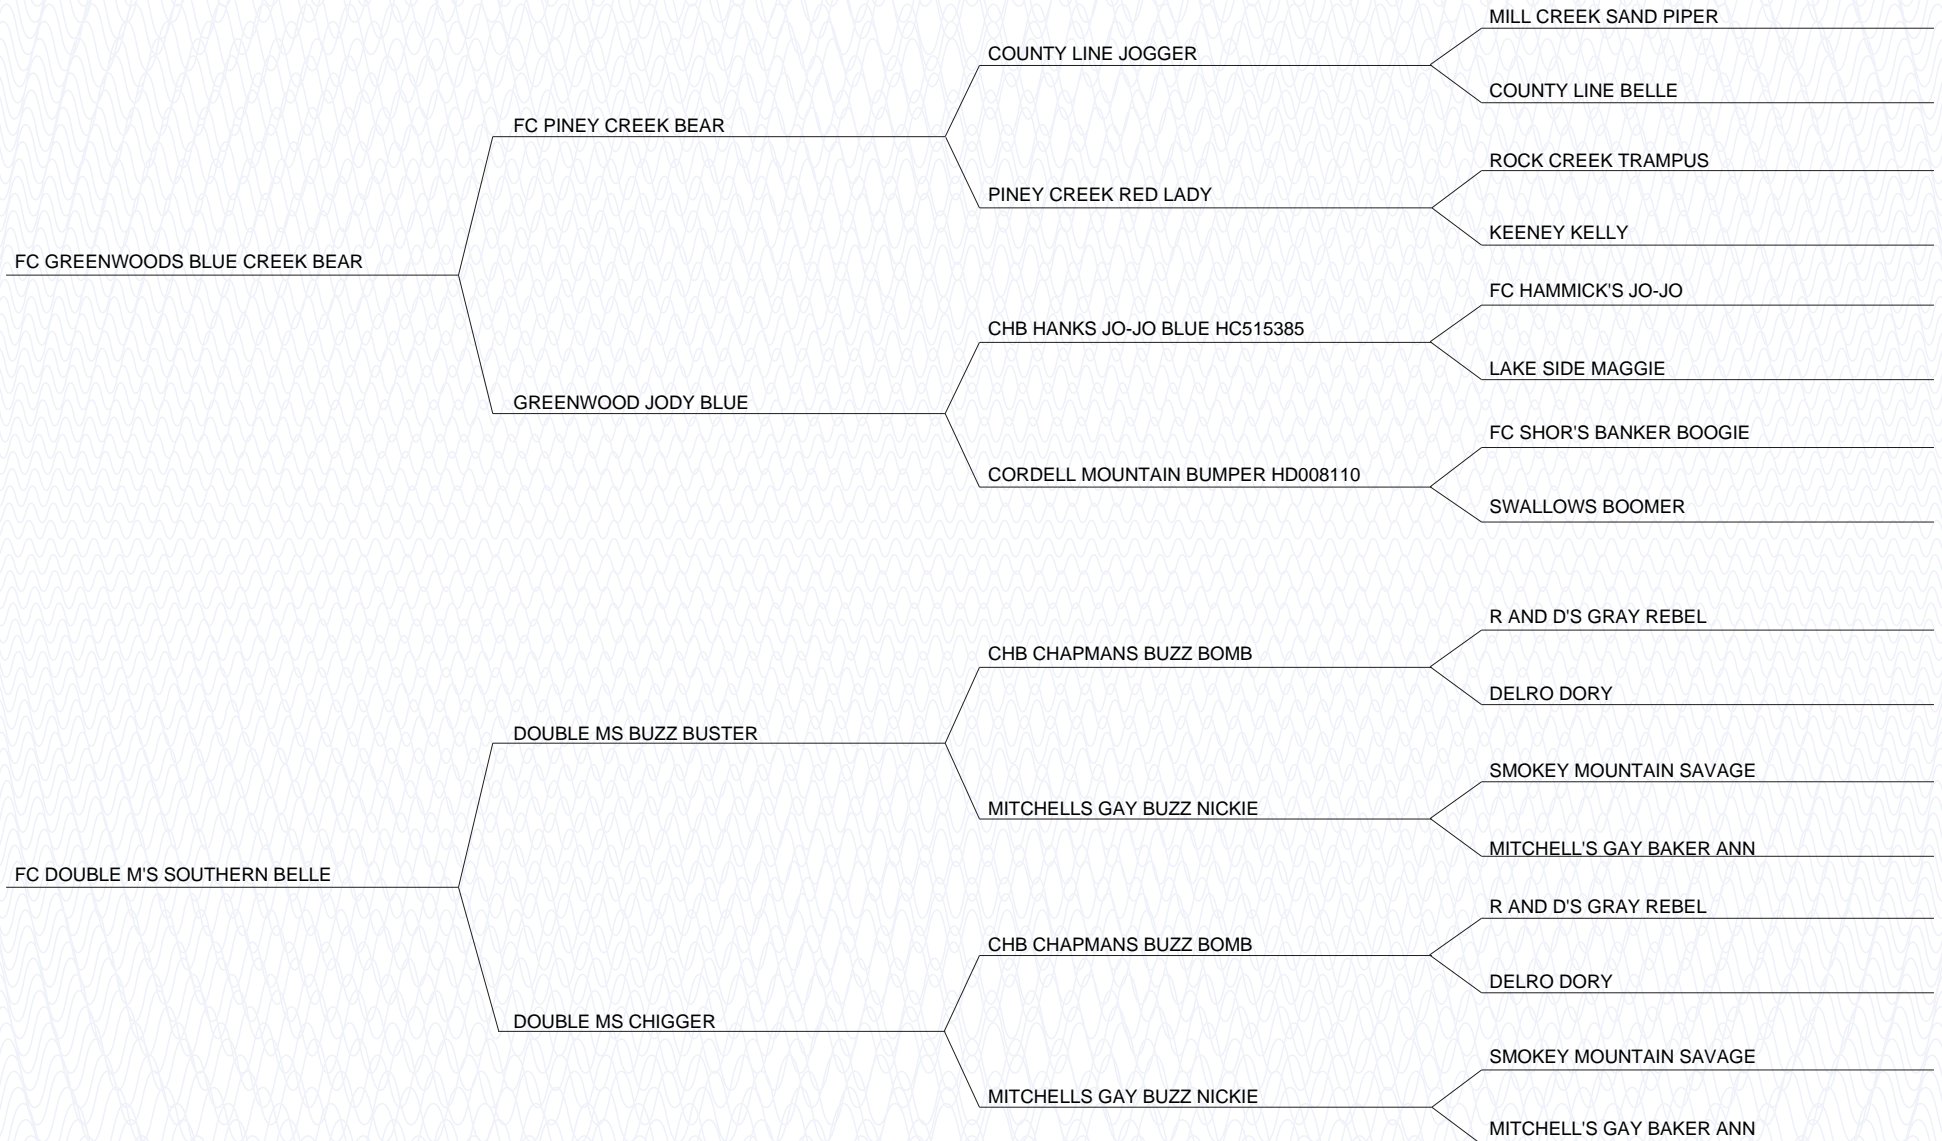 MILL CREEK SAND PIPER
COUNTY LINE JOGGER
COUNTY LINE BELLE
FC PINEY CREEK BEAR
ROCK CREEK TRAMPUS
PINEY CREEK RED LADY
KEENEY KELLY
FC GREENWOODS BLUE CREEK BEAR
FC HAMMICK'S JO-JO
CHB HANKS JO-JO BLUE HC515385
LAKE SIDE MAGGIE
GREENWOOD JODY BLUE
FC SHOR'S BANKER BOOGIE
CORDELL MOUNTAIN BUMPER HD008110
SWALLOWS BOOMER
R AND D'S GRAY REBEL
CHB CHAPMANS BUZZ BOMB
DELRO DORY
DOUBLE MS BUZZ BUSTER
SMOKEY MOUNTAIN SAVAGE
MITCHELLS GAY BUZZ NICKIE
MITCHELL'S GAY BAKER ANN
FC DOUBLE M'S SOUTHERN BELLE
R AND D'S GRAY REBEL
CHB CHAPMANS BUZZ BOMB
DELRO DORY
DOUBLE MS CHIGGER
SMOKEY MOUNTAIN SAVAGE
MITCHELLS GAY BUZZ NICKIE
MITCHELL'S GAY BAKER ANN